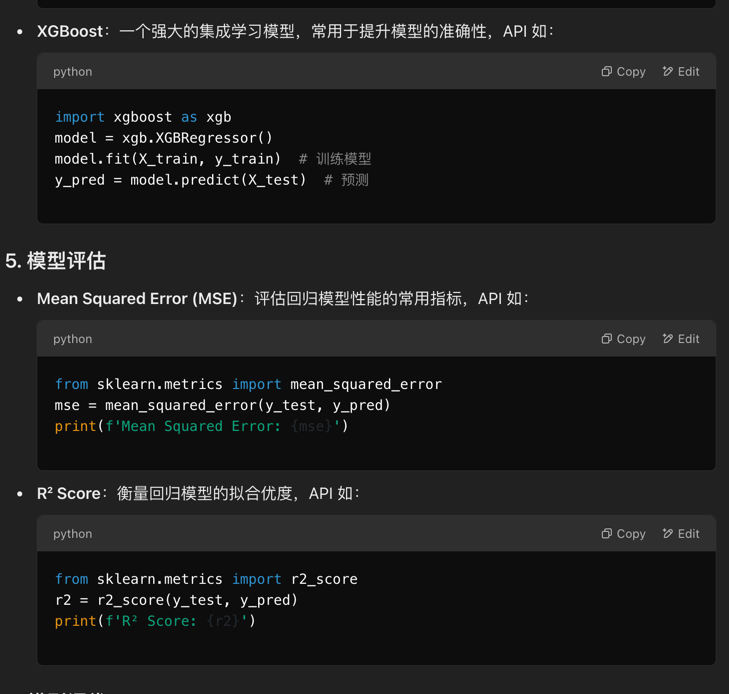 • XGBoost：一个强大的集成学习模型，常用于提升模型的准确性，API 如：
python Copy Edit
import xgboost as xgb
model = xgb.XGBRegressor()
model.fit(X_train, y_train)  # 训练模型
y_pred = model.predict(X_test)  # 预测
5. 模型评估
• Mean Squared Error (MSE)：评估回归模型性能的常用指标，API 如：
python Copy Edit
from sklearn.metrics import mean_squared_error
mse = mean_squared_error(y_test, y_pred)
print(f'Mean Squared Error: {mse}')
• R² Score：衡量回归模型的拟合优度，API 如：
python Copy Edit
from sklearn.metrics import r2_score
r2 = r2_score(y_test, y_pred)
print(f'R² Score: {r2}')